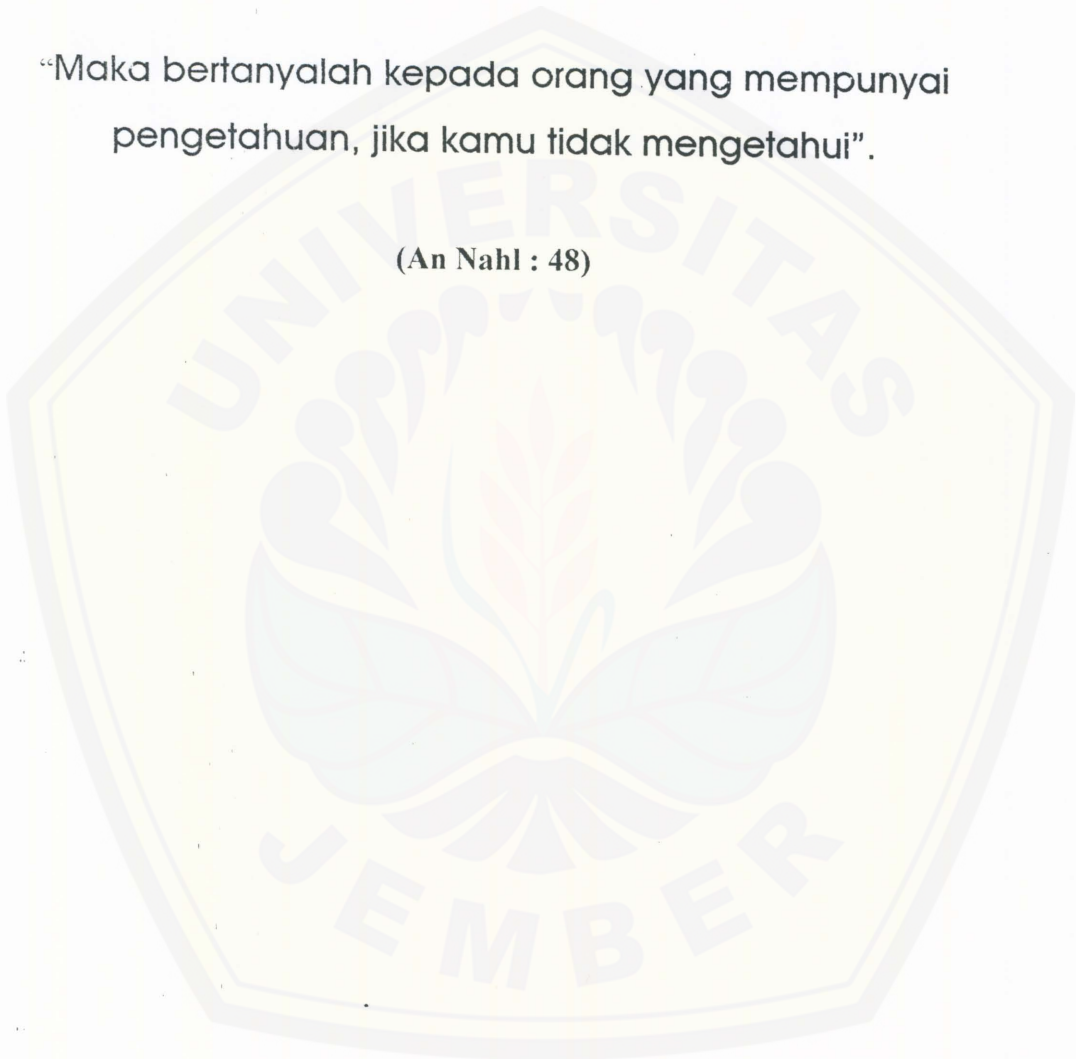 “Maka bertanyalah kepada orang yang mempunyai
pengetahuan, jika kamu tidak mengetahui”.
(An Nahl : 48)
UNIVERSITAS
JEMBER